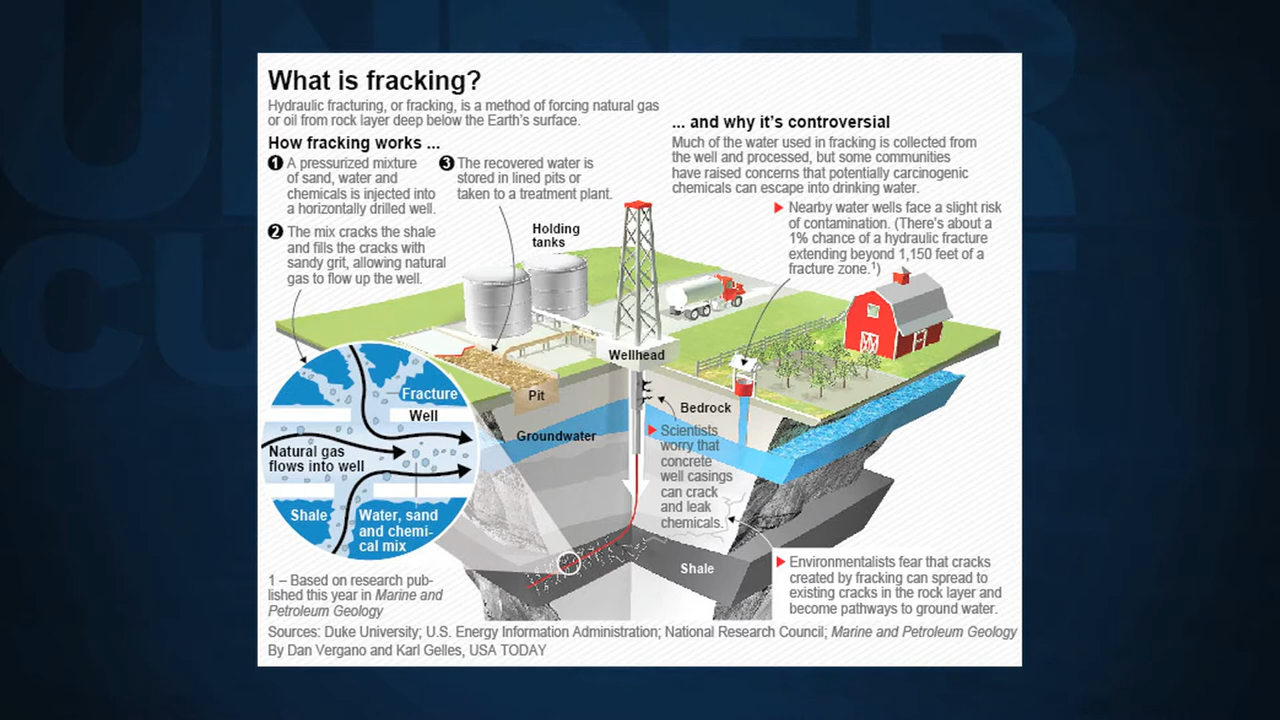 UNDER
CU
What is fracking?
Hydraulic fracturing, or fracking, is a method of forcing natural gas
or oil from rock layer deep below the Earth's surface.
How fracking works ...
1 A pressurized mixture
of sand, water and
chemicals is injected into
a horizontally drilled well.
2 The mix cracks the shale
and fills the cracks with
sandy grit, allowing natural
gas to flow up the well.
3 The recovered water is
stored in lined pits or
taken to a treatment plant.
... and why it's controversial
Much of the water used in fracking is collected from
the well and processed, but some communities
have raised concerns that potentially carcinogenic
chemicals can escape into drinking water.
Nearby water wells face a slight risk
of contamination. (There's about a
1% chance of a hydraulic fracture
extending beyond 1,150 feet of a
fracture zone.1)
Holding
tanks
Wellhead
Pit
Bedrock
Groundwater
Scientists
worry that
concrete
well casings
can crack
and leak
chemicals.
Fracture
Well
Natural gas
flows into well
Shale
Water, sand
and chemi-
cal mix
Shale
Environmentalists fear that cracks
created by fracking can spread to
existing cracks in the rock layer and
become pathways to ground water.
1 – Based on research pub-
lished this year in Marine and
Petroleum Geology
Sources: Duke University; U.S. Energy Information Administration; National Research Council; Marine and Petroleum Geology
By Dan Vergano and Karl Gelles, USA TODAY